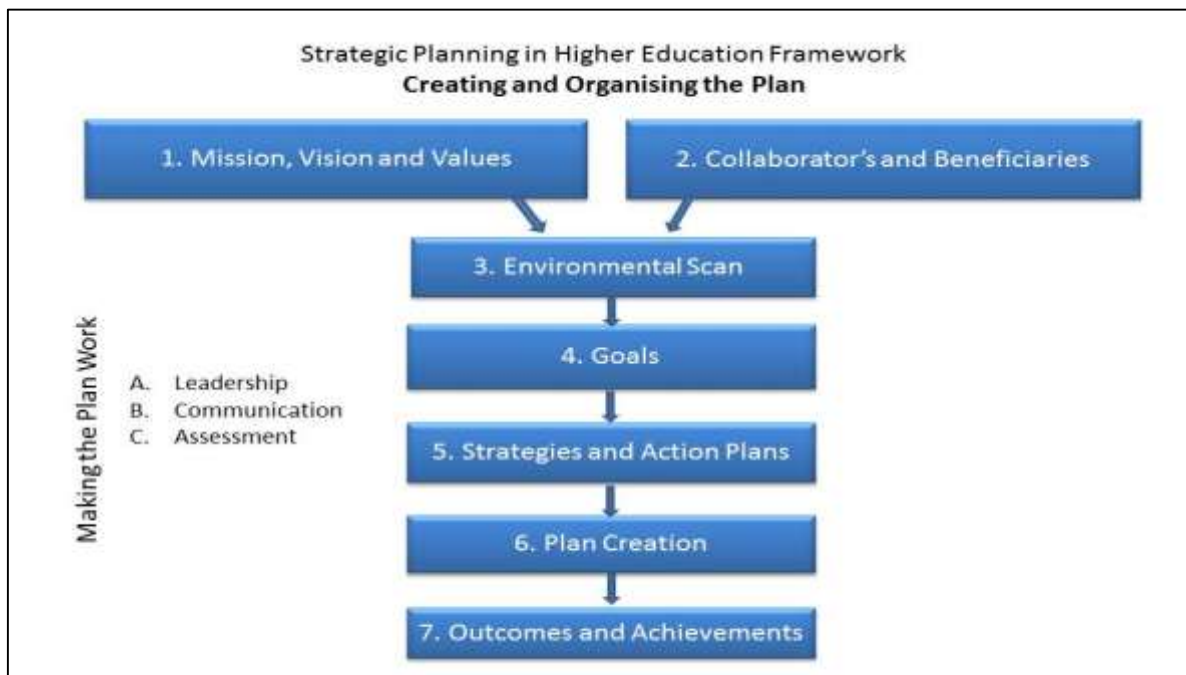 Strategic Planning in Higher Education Framework
Creating and Organising the Plan
1. Mission, Vision and Values
2. Collaborator's and Beneficiaries
3. Environmental Scan
4. Goals
Making the Plan Work
A. Leadership
B. Communication
C. Assessment
5. Strategies and Action Plans
6. Plan Creation
7. Outcomes and Achievements